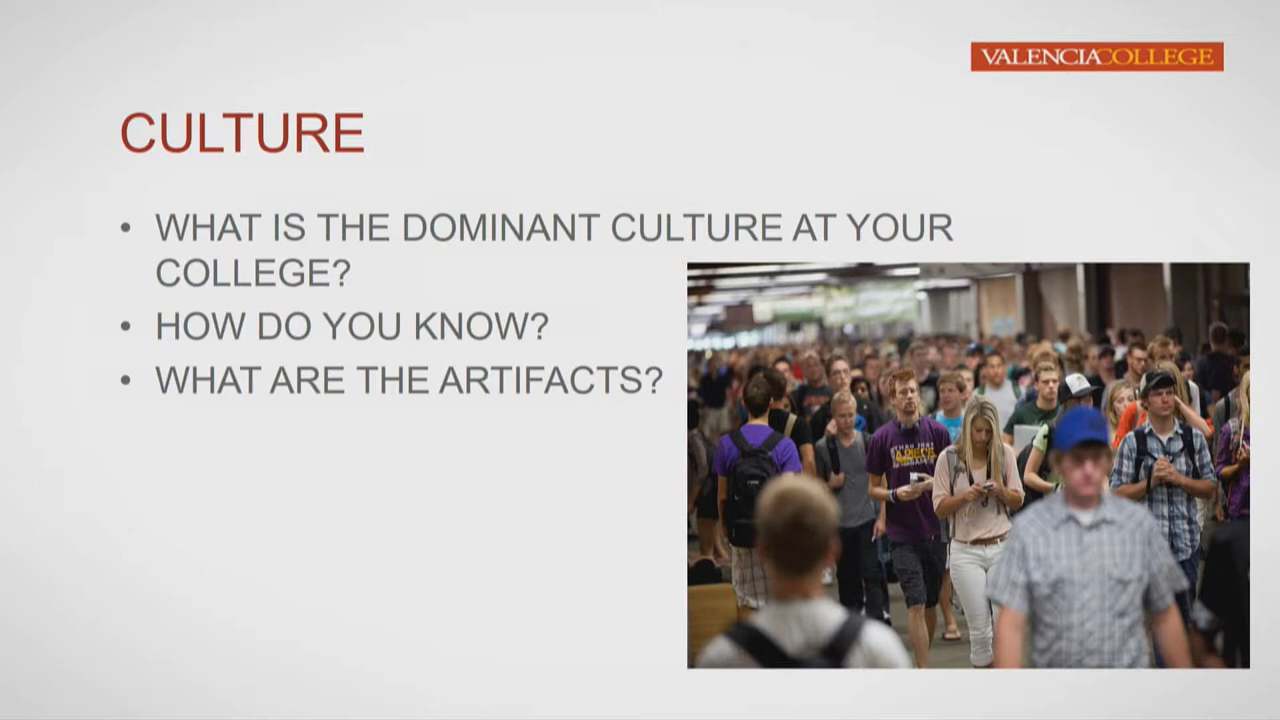 VALENCIACOLLEGE
CULTURE
• WHAT IS THE DOMINANT CULTURE AT YOUR
COLLEGE?
• HOW DO YOU KNOW?
• WHAT ARE THE ARTIFACTS?